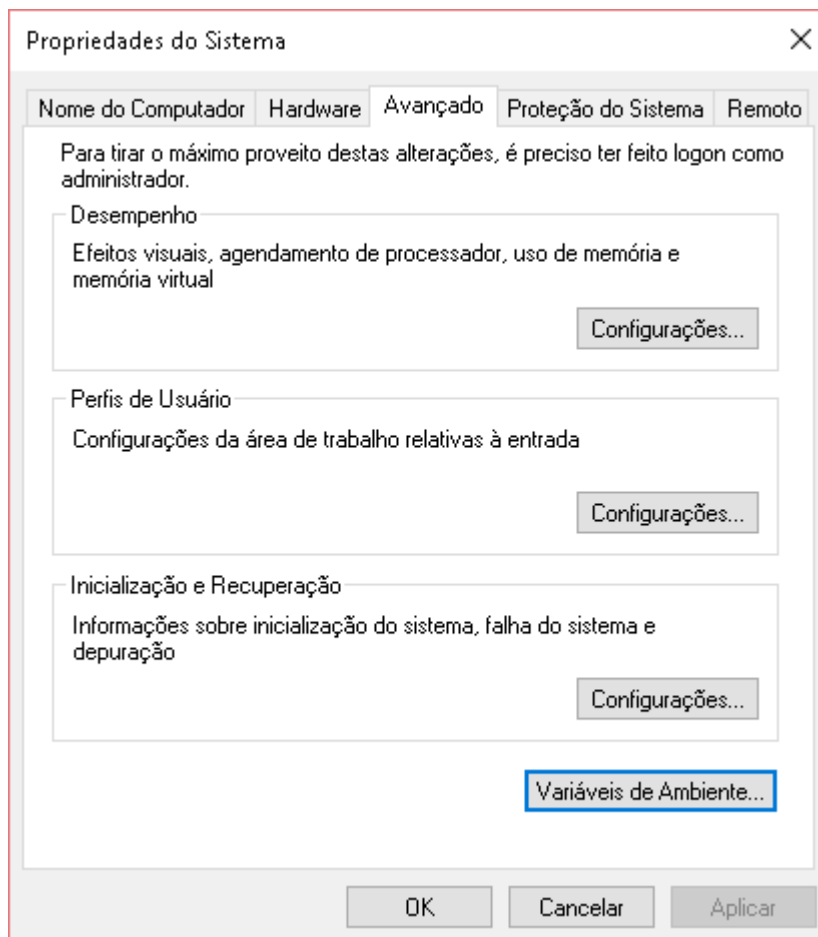 Propriedades do Sistema
Nome do Computador Hardware Avançado Proteção do Sistema Remoto
Para tirar o máximo proveito destas alterações, é preciso ter feito logon como
administrador.
Desempenho
Efeitos visuais, agendamento de processador, uso de memória e
memória virtual
Configurações...
Perfis de Usuário
Configurações da área de trabalho relativas à entrada
Configurações...
Inicialização e Recuperação
Informações sobre inicialização do sistema, falha do sistema e
depuração
Configurações...
Variáveis de Ambiente...
OK Cancelar Aplicar